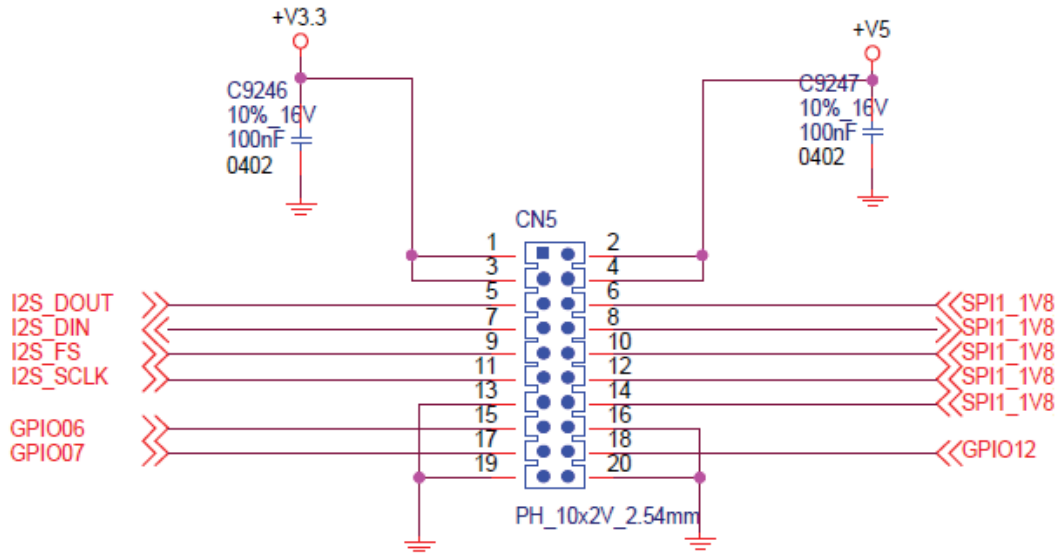 +V3.3
+V5
C9246
10%_16V
100nF
0402
C9247
10%_16V
100nF
0402
CN5
1 2
3 4
I2S_DOUT 5 6 SPI1_1V8
I2S_DIN 7 8 SPI1_1V8
I2S_FS 9 10 SPI1_1V8
I2S_SCLK 11 12 SPI1_1V8
13 14 SPI1_1V8
GPIO06 15 16
GPIO07 17 18 GPIO12
19 20
PH_10x2V_2.54mm